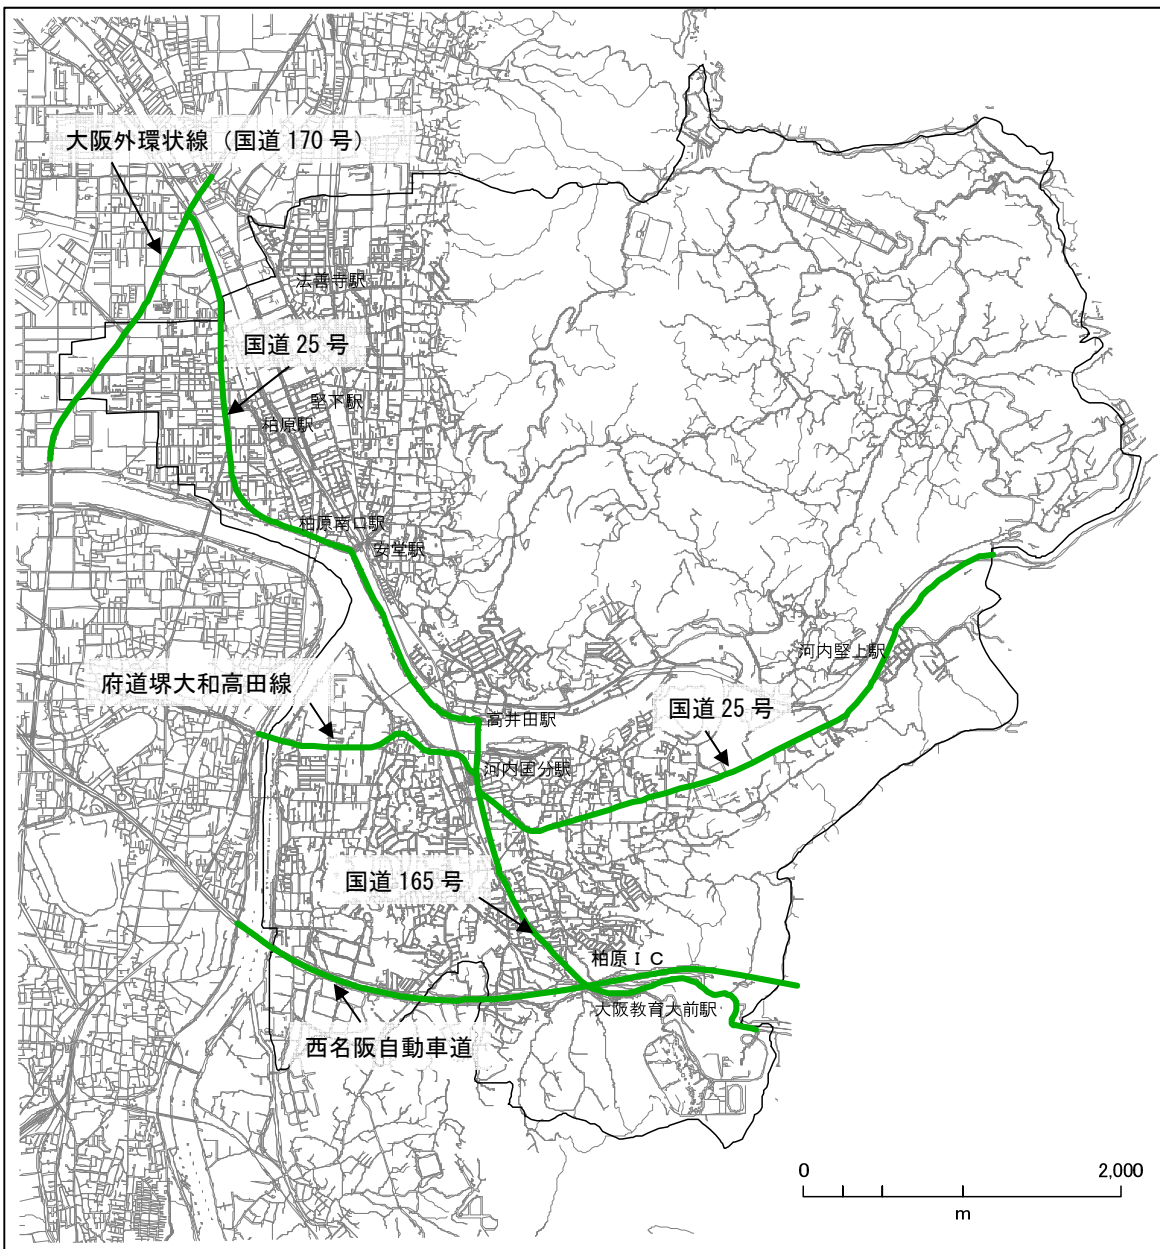 大阪外環状線（国道 170 号）
法善寺駅
国道 25 号
堅下駅
柏原駅
柏原南口駅
安堂駅
河内堅上駅
府道堺大和高田線
国道 25 号
高井田駅
河内国分駅
国道 165 号
柏原ＩＣ
大阪教育大前駅
西名阪自動車道
0 2,000
m